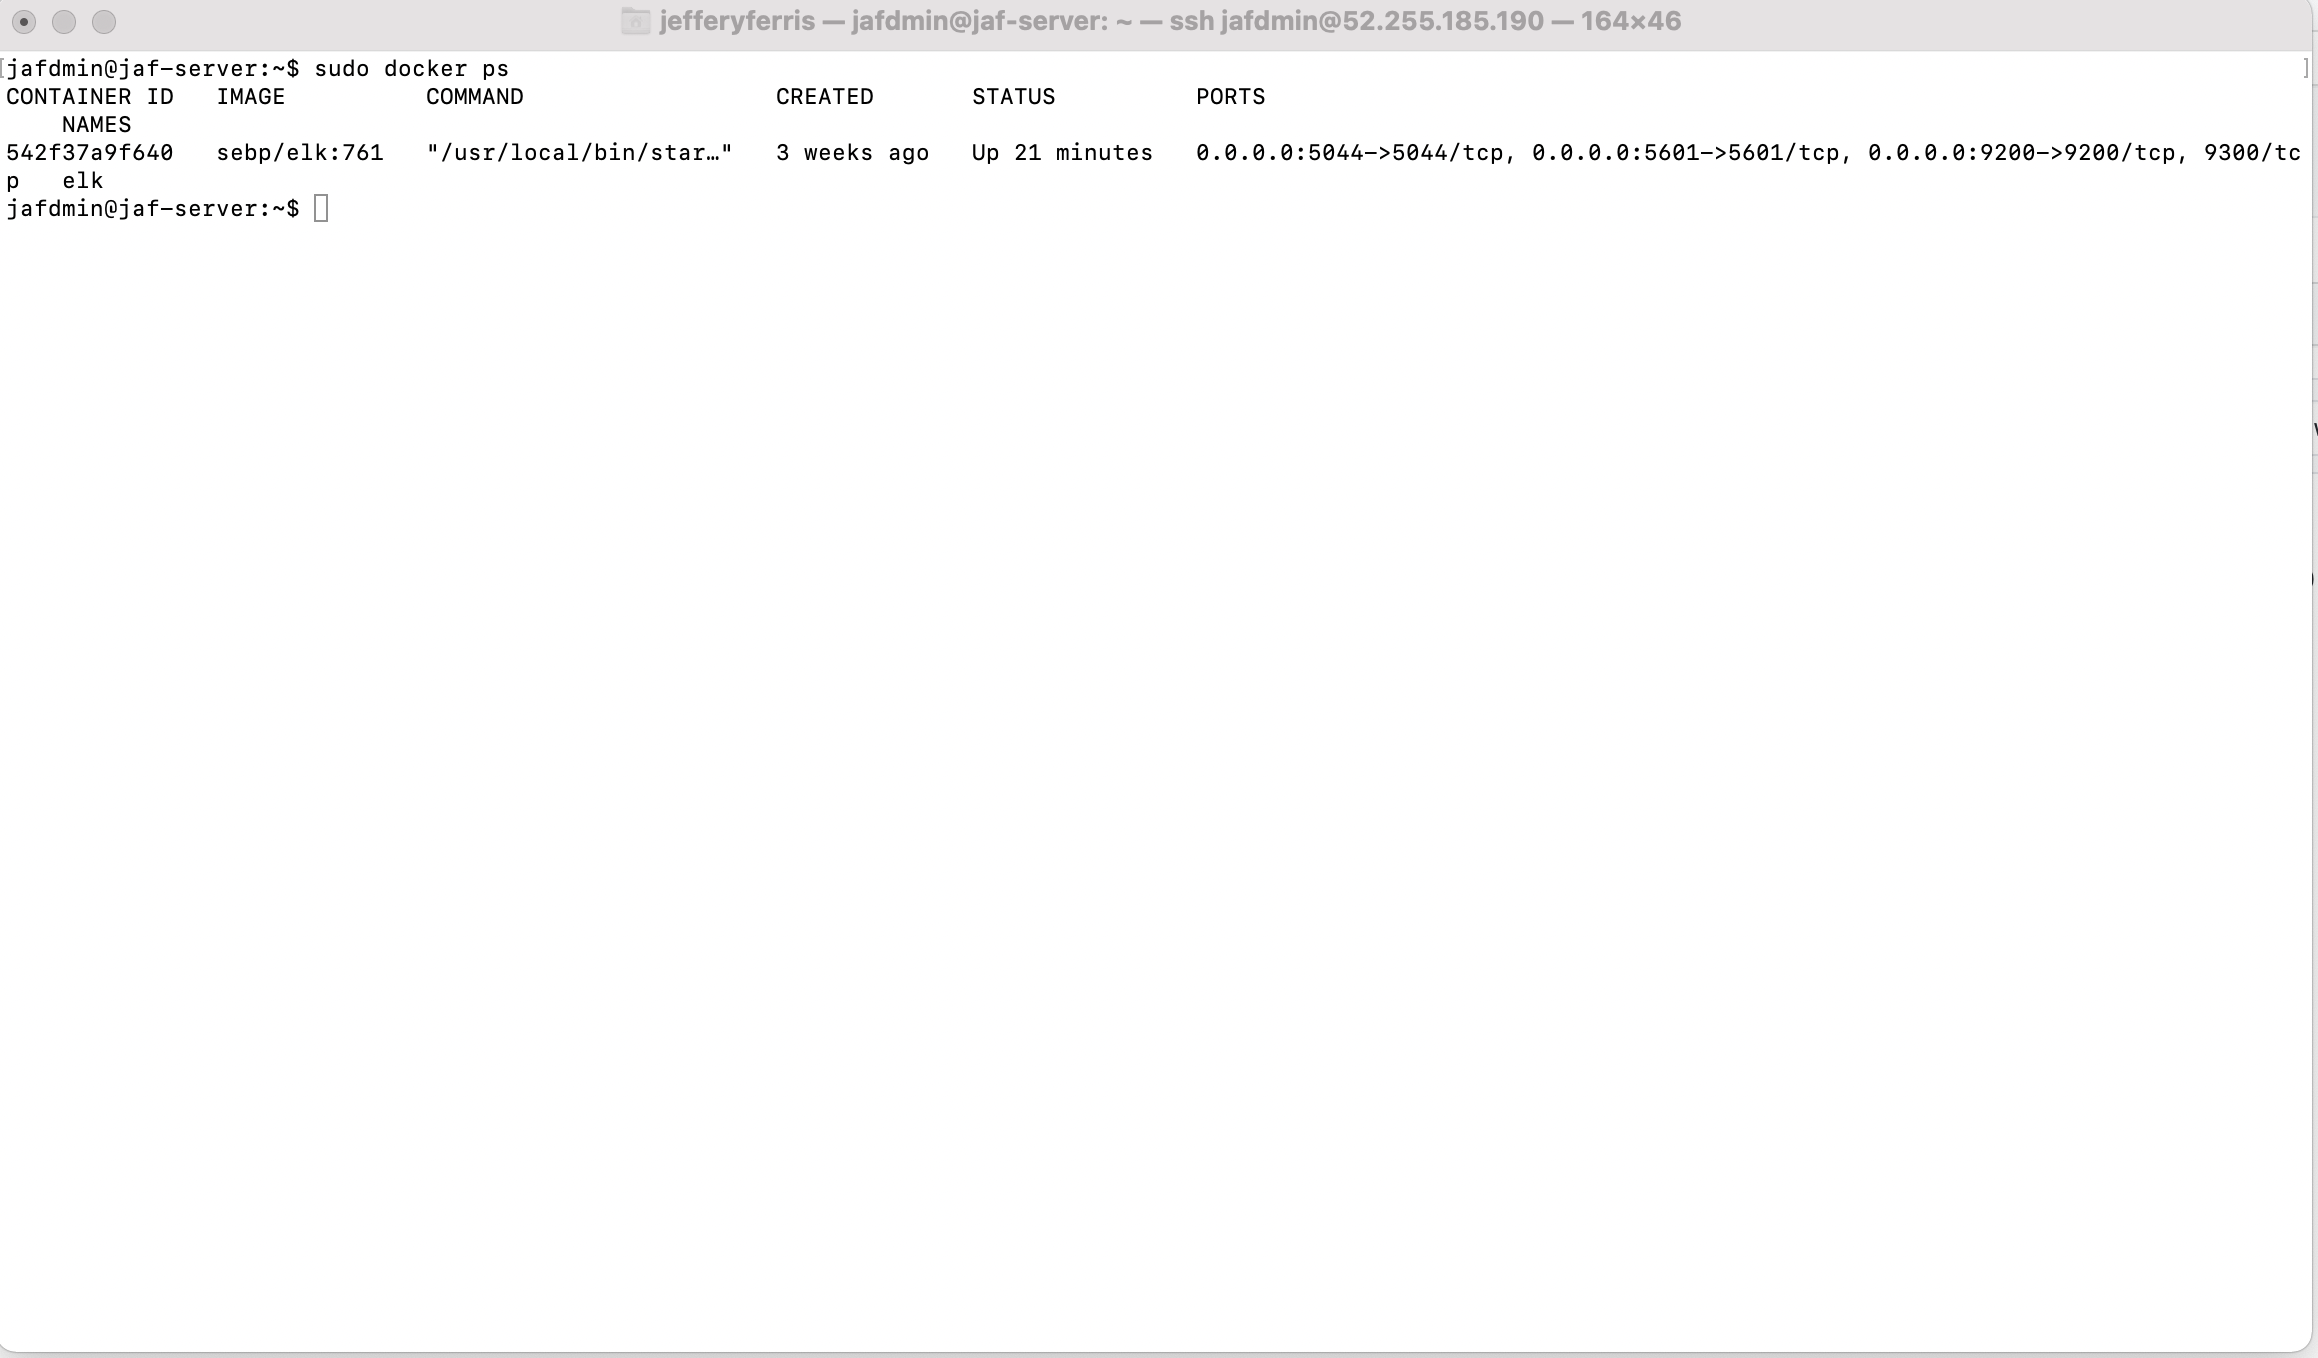 jefferyferris — jafdmin@jaf-server: ~ — ssh jafdmin@52.255.185.190 — 164×46
[jafdmin@jaf-server:~$ sudo docker ps ]
CONTAINER ID   IMAGE          COMMAND                  CREATED       STATUS          PORTS
    NAMES
542f37a9f640   sebp/elk:761   "/usr/local/bin/star…"   3 weeks ago   Up 21 minutes   0.0.0.0:5044->5044/tcp, 0.0.0.0:5601->5601/tcp, 0.0.0.0:9200->9200/tcp, 9300/tc
p   elk
jafdmin@jaf-server:~$